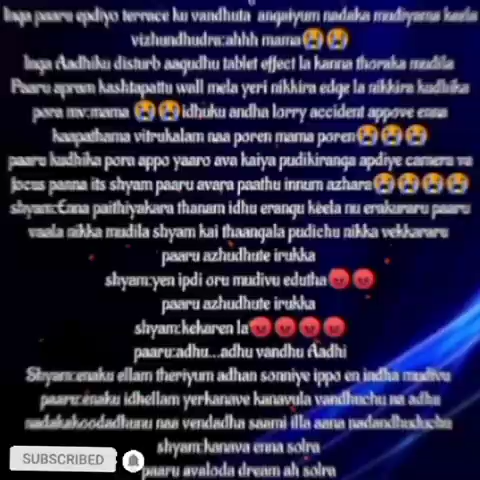 Inga paaru epdiyo terrace ku vandhuta angaiyum nadaka mudiyama keela
vizhundhudra:ahhh mama😭😭
Inga Aadhiku disturb aaqudhu tablet effect la kanna thoraka mudila
Paaru apram kashtapattu wall mela yeri nikkira edge la nikkira kudhika
pora mv:mama 😭😭idhuku andha lorry accident appove enna
kaapathama vitrukalam naa poren mama poren😭😭😭
paaru kudhika pora appo yaaro ava kaiya pudikiranga apdiye camera va
focus panna its shyam paaru avara paathu innum azhara😭😭😭😭
shyam:Enna paithiyakara thanam idhu erangu keela nu erakuraru paaru
vaala nikka mudila shyam kai thaangala pudichu nikka vekkararu
paaru azhudhute irukka
shyam:yen ipdi oru mudivu edutha😡😡
paaru azhudhute irukka
shyam:kekaren la😡😡😡😡
paaru:adhu...adhu vandhu Aadhi
Shyam:enaku ellam theriyum adhan sonniye ippo en indha mudivu
paaru:enaku idhellam yerkanave kanavula vandhuchu na adhu
nadakakoodadhunu naa vendadha saami illa aana nadandhuduchu
shyam:kanava enna solra
paaru avaloda dream ah solra
SUBSCRIBED